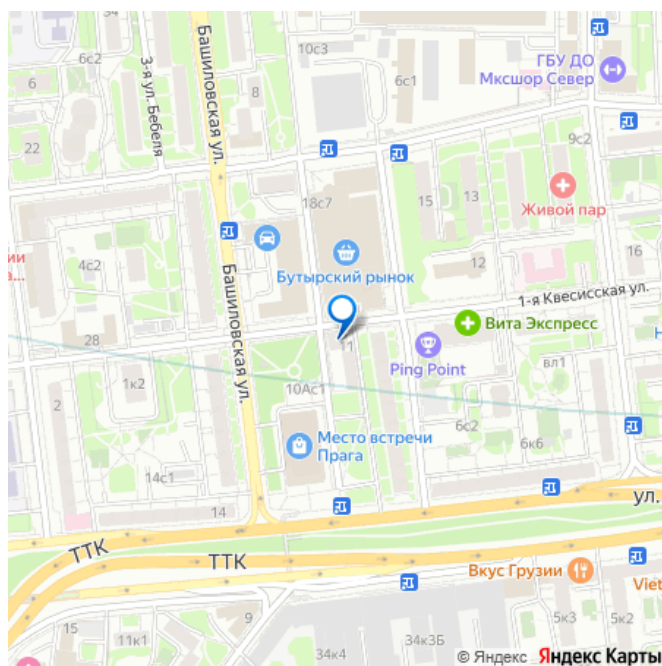 10с3
ГБУ ДО
Мксшор Север
6с2
6с1
6
8
Башиловская ул.
3-я ул. Бебеля
9с2
22
18с7
15
13
Живой пар
ии
а...
4с2
Бутырский рынок
12
16
Башиловская ул.
1-я Квесисская ул.
28
Вита Экспресс
Н
11
Ping Point
вл1
1к2
10Ас1
2
6с2
Место встречи
Прага
6к6
14с1
14
ул.
ТТК
ТТК
Вкус Грузии
Viet
15
11к1
9
34к3Б
5к3
5к2
34к4
© Яндекс Яндекс Карты